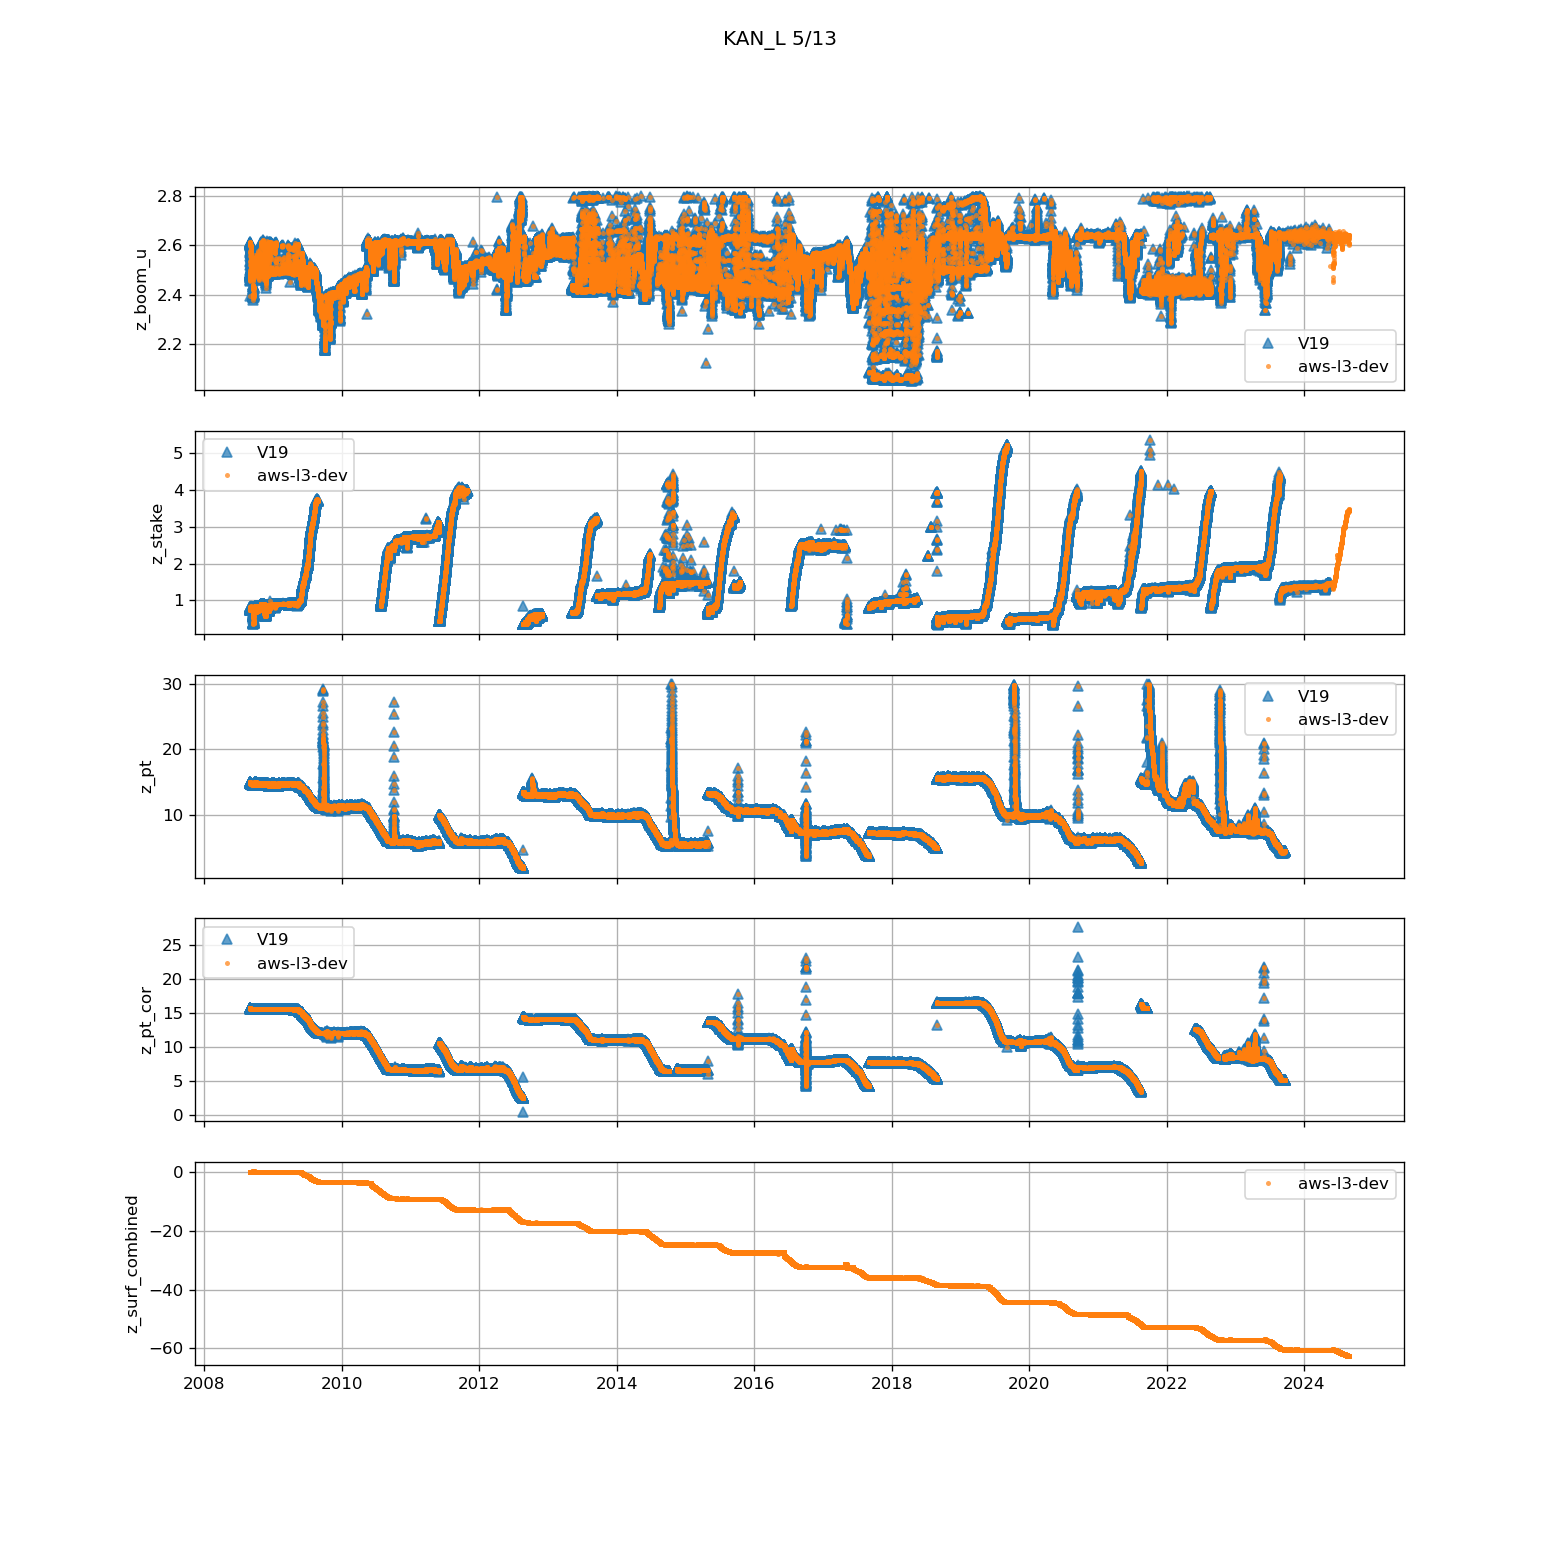 KAN_L 5/13
z_boom_u
2.8
2.6
2.4
2.2
V19
aws-l3-dev
z_stake
5
4
3
2
1
V19
aws-l3-dev
z_pt
30
20
10
V19
aws-l3-dev
z_pt_cor
25
20
15
10
5
0
V19
aws-l3-dev
z_surf_combined
0
−20
−40
−60
aws-l3-dev
2008 2010 2012 2014 2016 2018 2020 2022 2024